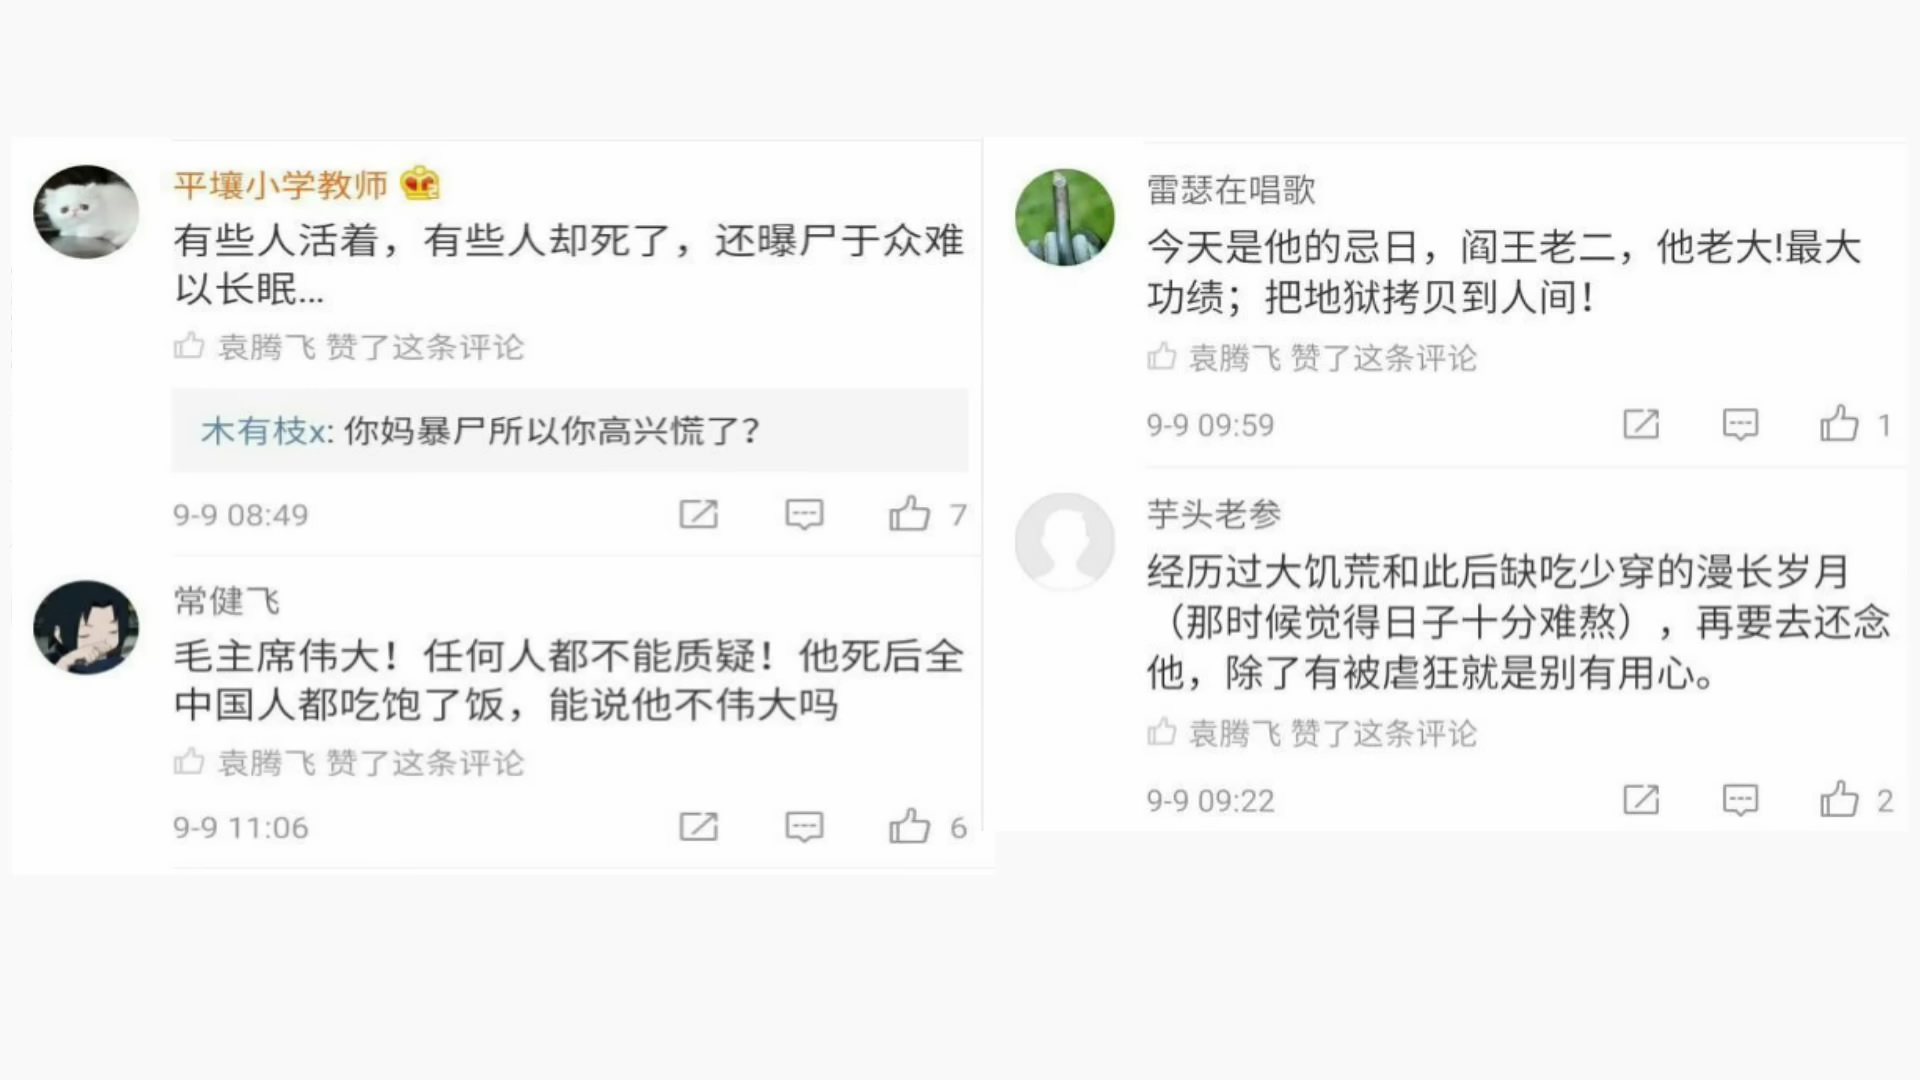 平壤小学教师
有些人活着，有些人却死了，还曝尸于众难
以长眠...
袁腾飞 赞了这条评论
木有枝x: 你妈暴尸所以你高兴慌了？
9-9 08:49
7
常健飞
毛主席伟大！任何人都不能质疑！他死后全
中国人都吃饱了饭，能说他不伟大吗
袁腾飞 赞了这条评论
9-9 11:06
6
雷瑟在唱歌
今天是他的忌日，阎王老二，他老大!最大
功绩；把地狱拷贝到人间！
袁腾飞 赞了这条评论
9-9 09:59
1
芋头老参
经历过大饥荒和此后缺吃少穿的漫长岁月
（那时候觉得日子十分难熬），再要去还念
他，除了有被虐狂就是别有用心。
袁腾飞 赞了这条评论
9-9 09:22
2